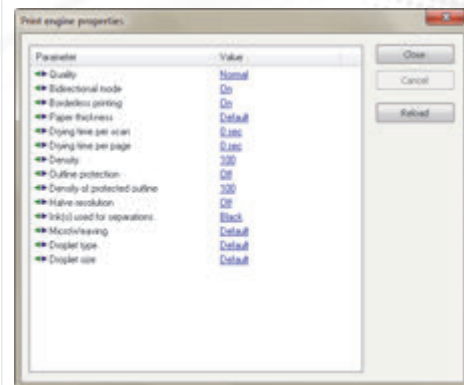 Print engine properties
Parameter Value
Quality Normal
Bidirectional mode On
Borderless printing On
Paper thickness Default
Drying time per scan 0 sec
Drying time per page 0 sec
Density 100
Outline protection Off
Density of protected outline 100
Halve resolution Off
Ink(s) used for separations Black
Microweaving Default
Droplet type Default
Droplet size Default
Close
Cancel
Reload